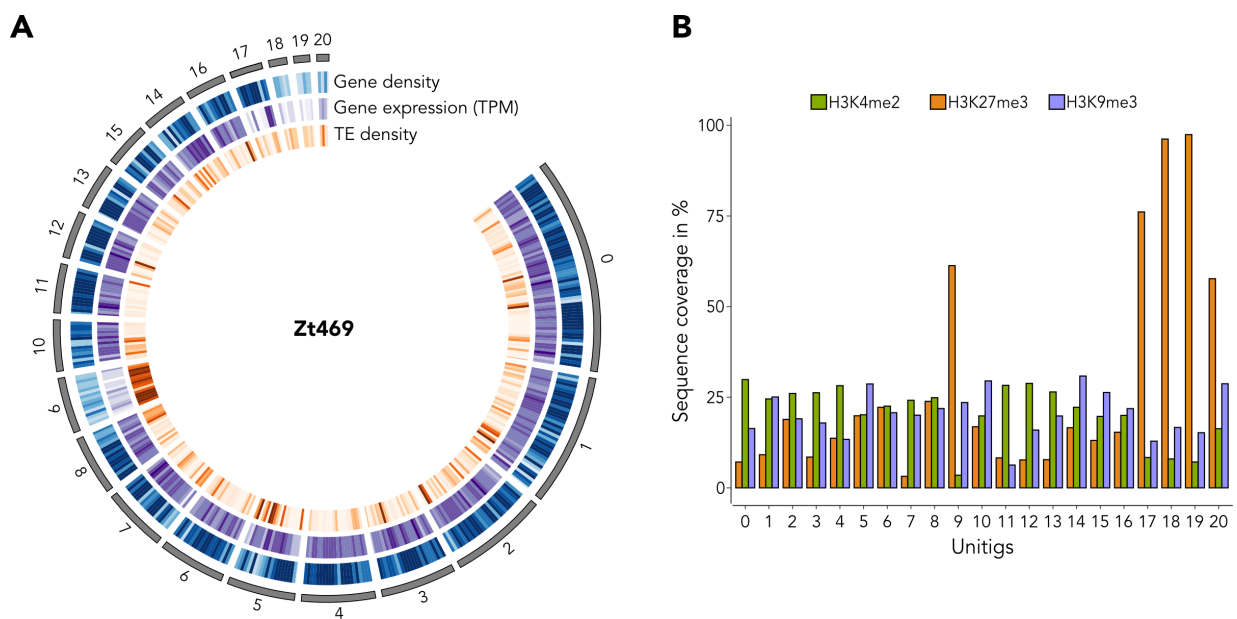 A
B
18 19 20
17
16
14
15
13
12
11
10
9
8
7
6
5
4
3
2
1
0
Gene density
Gene expression (TPM)
TE density
Zt469
H3K4me2 H3K27me3 H3K9me3
Sequence coverage in %
100
75
50
25
0
0 1 2 3 4 5 6 7 8 9 10 11 12 13 14 15 16 17 18 19 20
Unitigs